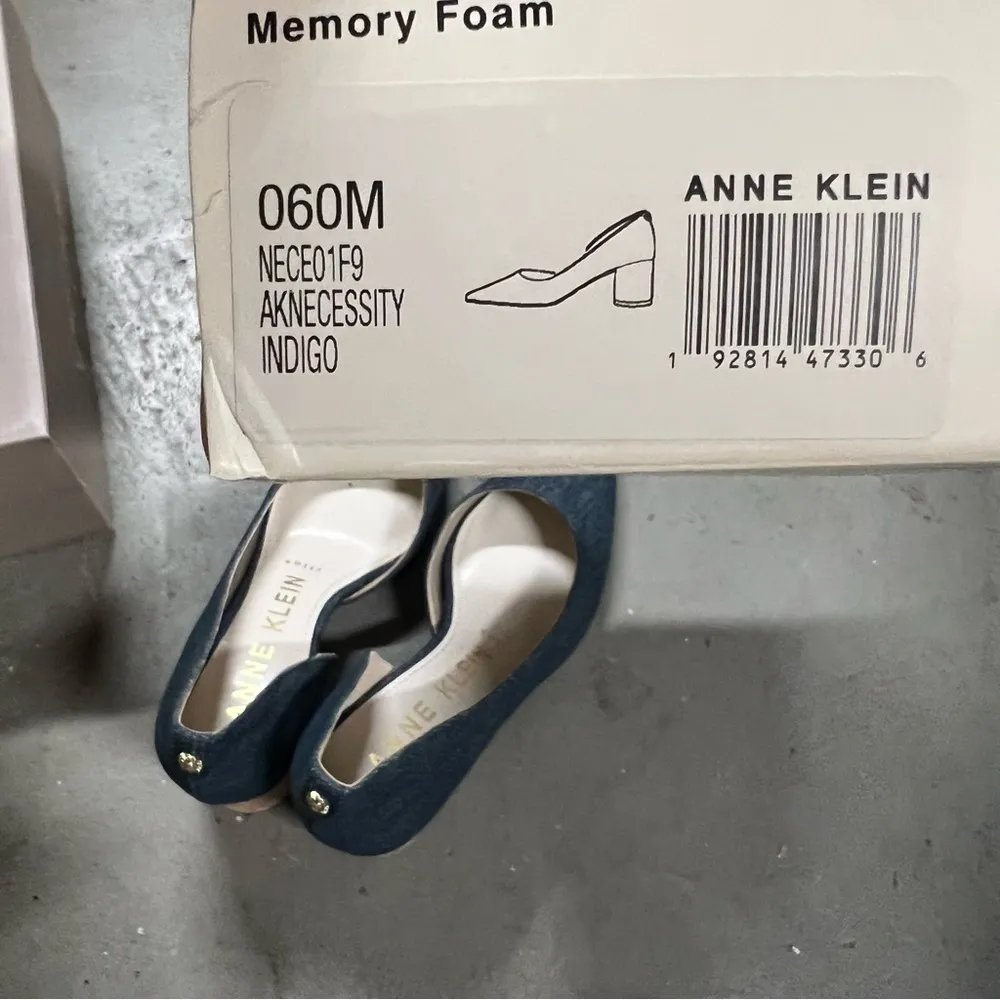 Memory Foam
060M
NECE01F9
AKNECESSITY
INDIGO
ANNE KLEIN
1 92814 47330 6
ANNE KLEIN
ANNE KLEIN